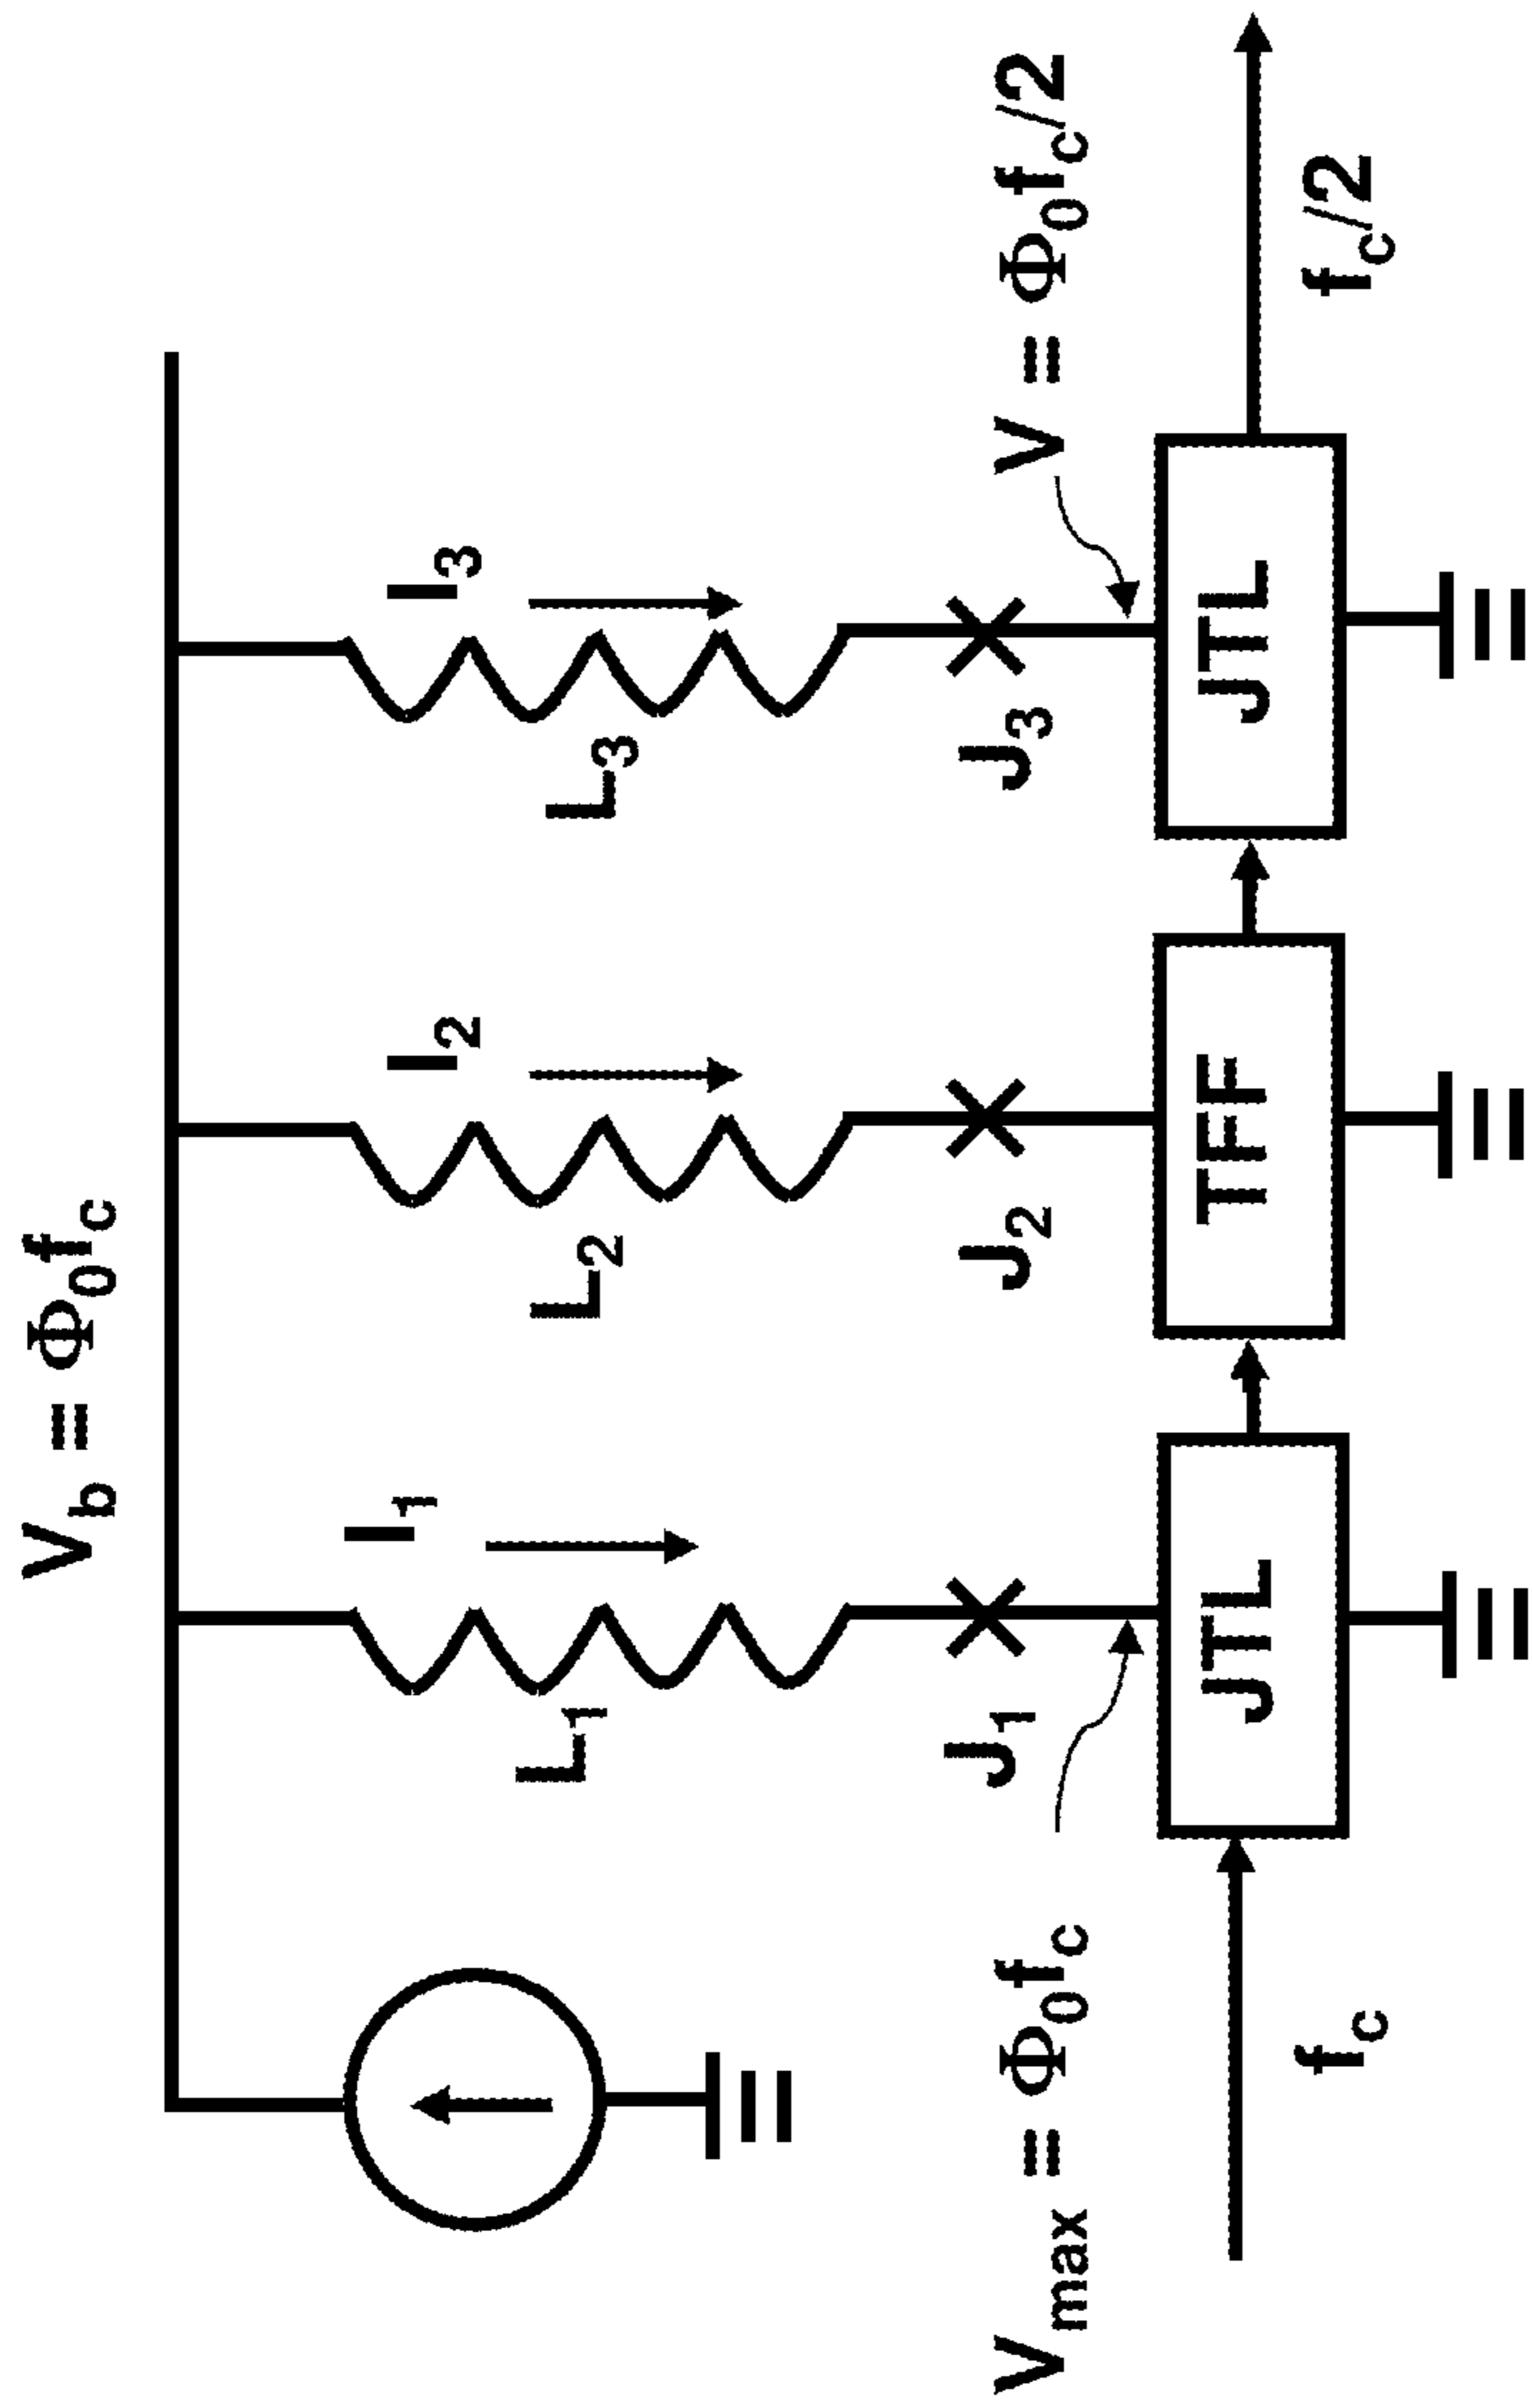 V_b = Φ_0f_c
I_1
I_2
I_3
L_1
L_2
L_3
J_1
J_2
J_3
V_max = Φ_0f_c
V = Φ_0f_c/2
JTL
TFF
JTL
f_c
f_c/2